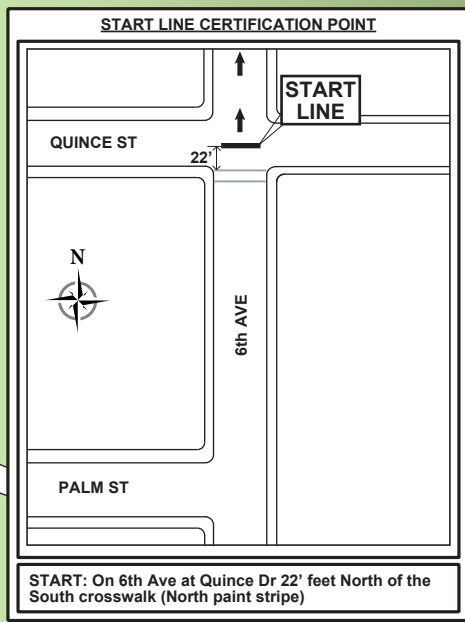 START LINE CERTIFICATION POINT
START
LINE
QUINCE ST
22'
N
6th AVE
PALM ST
START: On 6th Ave at Quince Dr 22' feet North of the
South crosswalk (North paint stripe)